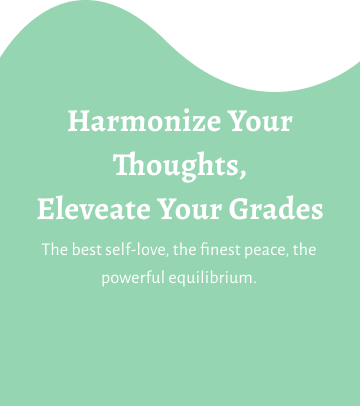 Harmonize Your
Thoughts,
Eleveate Your Grades
The best self-love, the finest peace, the
powerful equilibrium.